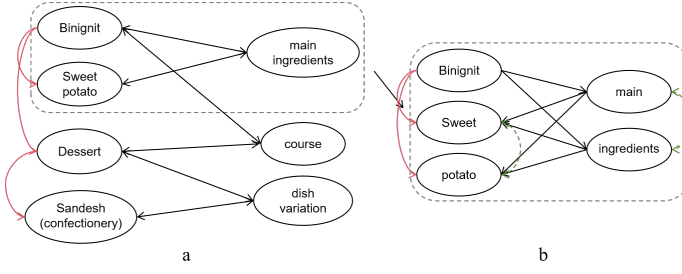 Binignit
main
ingredients
Sweet
potato
Dessert
course
Sandesh
(confectionery)
dish
variation
a
Binignit
main
Sweet
ingredients
potato
b